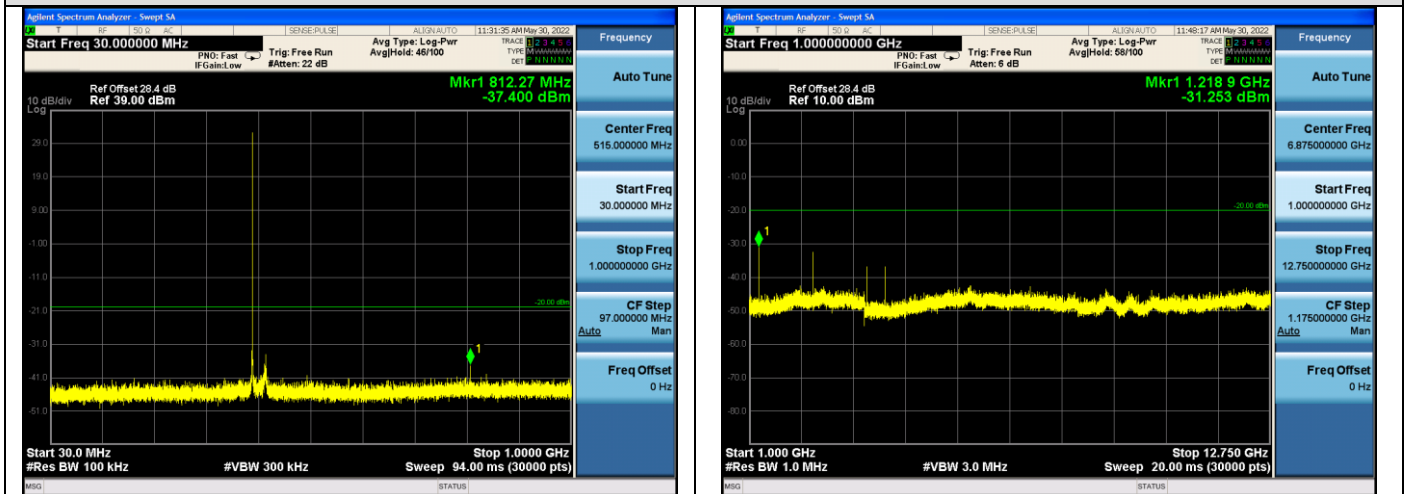 Agilent Spectrum Analyzer - Swept SA
T RF 50 Ω AC SENSE:PULSE ALIGNAUTO 11:31:35 AM May 30, 2022
Start Freq 30.000000 MHz
PNO: Fast
IFGain:Low
Trig: Free Run
#Atten: 22 dB
Avg Type: Log-Pwr
Avg|Hold: 46/100
TRACE 1 2 3 4 5 6
TYPE M
DET P N N N N N
Mkr1 812.27 MHz
-37.400 dBm
Ref Offset 28.4 dB
10 dB/div Ref 39.00 dBm
Log
29.0
19.0
9.00
-1.00
-11.0
-20.00 dBm
-21.0
-31.0
1
-41.0
-51.0
Start 30.0 MHz Stop 1.0000 GHz
#Res BW 100 kHz #VBW 300 kHz Sweep 94.00 ms (30000 pts)
MSG STATUS
Frequency
Auto Tune
Center Freq
515.000000 MHz
Start Freq
30.000000 MHz
Stop Freq
1.000000000 GHz
CF Step
97.000000 MHz
Auto Man
Freq Offset
0 Hz
Agilent Spectrum Analyzer - Swept SA
T RF 50 Ω AC SENSE:PULSE ALIGNAUTO 11:48:17 AM May 30, 2022
Start Freq 1.000000000 GHz
PNO: Fast
IFGain:Low
Trig: Free Run
Atten: 6 dB
Avg Type: Log-Pwr
Avg|Hold: 58/100
TRACE 1 2 3 4 5 6
TYPE M
DET P N N N N N
Mkr1 1.218 9 GHz
-31.253 dBm
Ref Offset 28.4 dB
10 dB/div Ref 10.00 dBm
Log
0.00
-10.0
-20.0
-20.00 dBm
1
-30.0
-40.0
-50.0
-60.0
-70.0
-80.0
Start 1.000 GHz Stop 12.750 GHz
#Res BW 1.0 MHz #VBW 3.0 MHz Sweep 20.00 ms (30000 pts)
MSG STATUS
Frequency
Auto Tune
Center Freq
6.875000000 GHz
Start Freq
1.000000000 GHz
Stop Freq
12.750000000 GHz
CF Step
1.175000000 GHz
Auto Man
Freq Offset
0 Hz